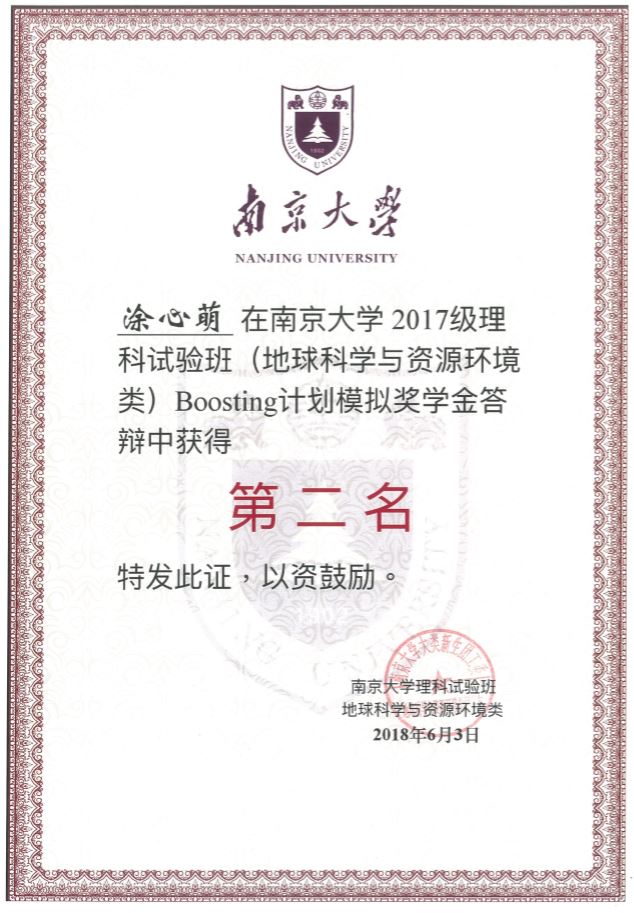 NANJING UNIVERSITY
1902
南京大學
NANJING UNIVERSITY
涂心萌 在南京大学 2017级理
科试验班（地球科学与资源环境
类）Boosting计划模拟奖学金答
辩中获得
第二名
特发此证，以资鼓励。
南京大学理科试验班
地球科学与资源环境类
2018年6月3日